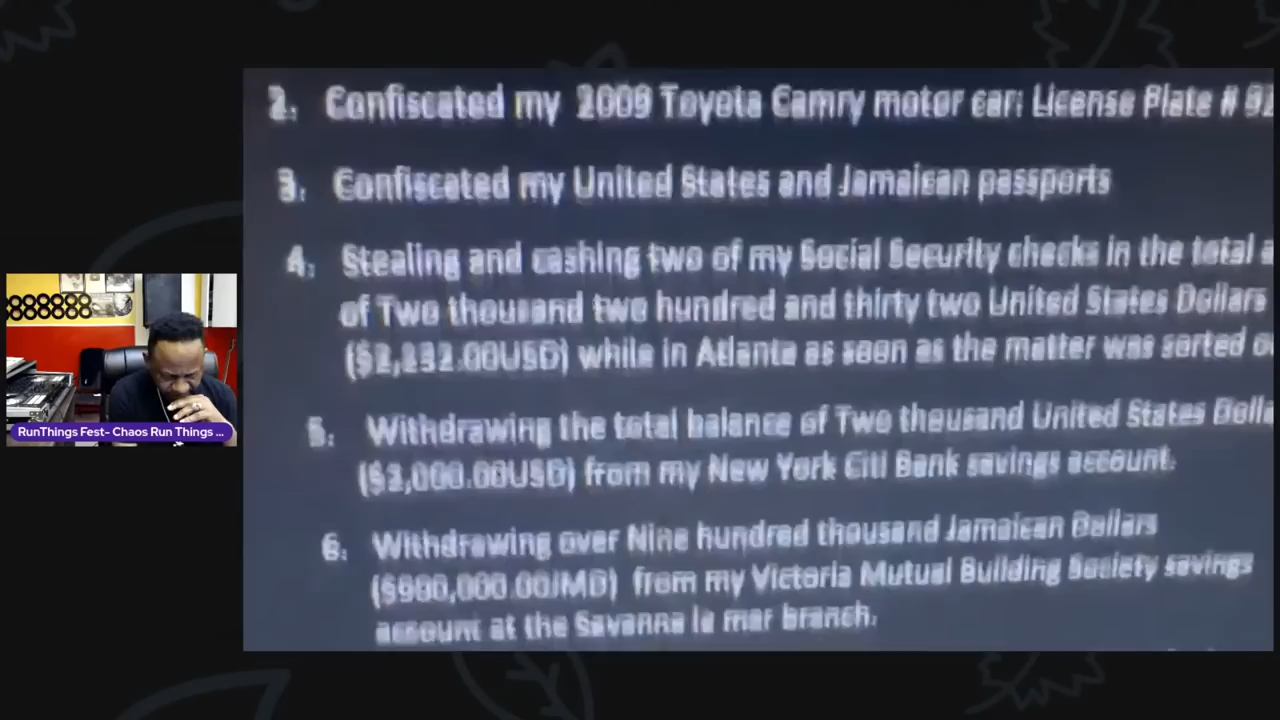 2. Confiscated my 2009 Toyota Camry motor car: License Plate # 92
3. Confiscated my United States and Jamaican passports
4. Stealing and cashing two of my Social Security checks in the total a
of Two thousand two hundred and thirty two United States Dollars
($2,232.00USD) while in Atlanta as soon as the matter was sorted o
5. Withdrawing the total balance of Two thousand United States Dolla
($2,000.00USD) from my New York Citi Bank savings account.
6. Withdrawing over Nine hundred thousand Jamaican Dollars
($900,000.00JMD) from my Victoria Mutual Building Society savings
account at the Savanna la mar branch.
RunThings Fest- Chaos Run Things ...